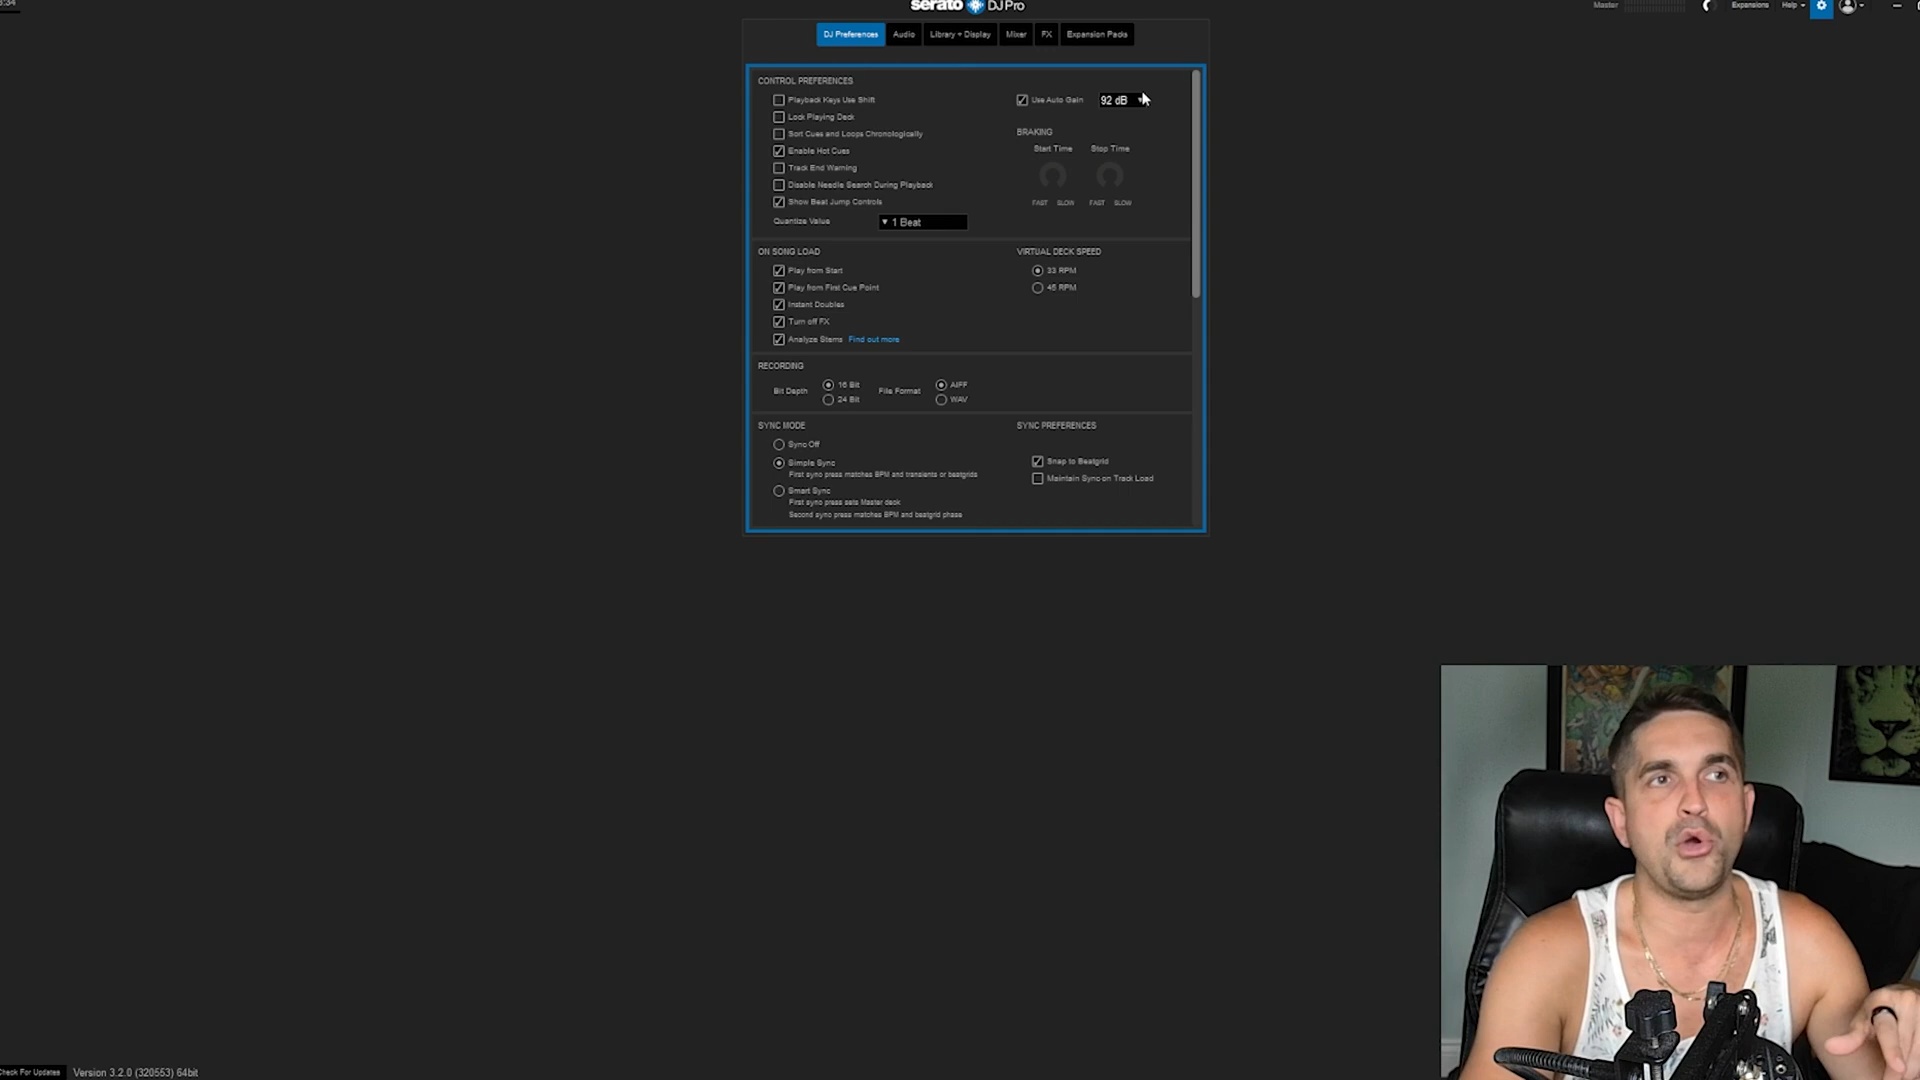 serato DJ Pro
Master
Expansions
Help
DJ Preferences
Audio
Library + Display
Mixer
FX
Expansion Packs
CONTROL PREFERENCES
Playback Keys Use Shift
Lock Playing Deck
Sort Cues and Loops Chronologically
Enable Hot Cues
Track End Warning
Disable Needle Search During Playback
Show Beat Jump Controls
Quantize Value
1 Beat
Use Auto Gain
92 dB
BRAKING
Start Time
Stop Time
FAST SLOW
FAST SLOW
ON SONG LOAD
Play from Start
Play from First Cue Point
Instant Doubles
Turn off FX
Analyze Stems Find out more
VIRTUAL DECK SPEED
33 RPM
45 RPM
RECORDING
Bit Depth
16 Bit
24 Bit
File Format
AIFF
WAV
SYNC MODE
Sync Off
Simple Sync
First sync press matches BPM and transients or beatgrids
Smart Sync
First sync press sets Master deck
Second sync press matches BPM and beatgrid phase
SYNC PREFERENCES
Snap to Beatgrid
Maintain Sync on Track Load
Check For Updates
Version 3.2.0 (320553) 64bit